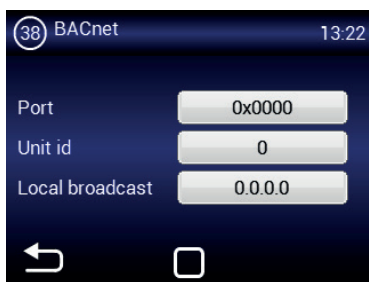 38 BACnet 13:22
Port 0x0000
Unit id 0
Local broadcast 0.0.0.0